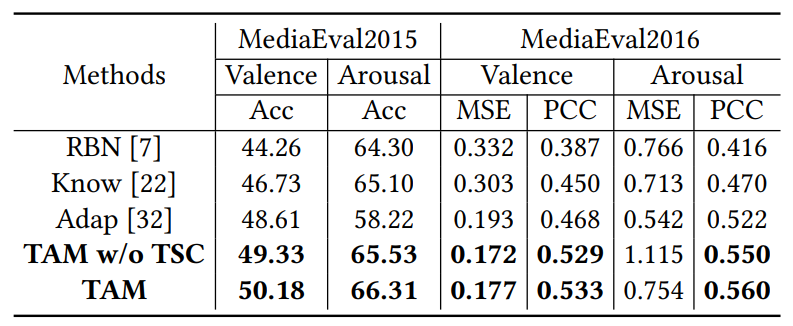 MediaEval2015 MediaEval2016
Methods Valence Arousal Valence Arousal
Acc Acc MSE PCC MSE PCC
RBN [7] 44.26 64.30 0.332 0.387 0.766 0.416
Know [22] 46.73 65.10 0.303 0.450 0.713 0.470
Adap [32] 48.61 58.22 0.193 0.468 0.542 0.522
TAM w/o TSC 49.33 65.53 0.172 0.529 1.115 0.550
TAM 50.18 66.31 0.177 0.533 0.754 0.560